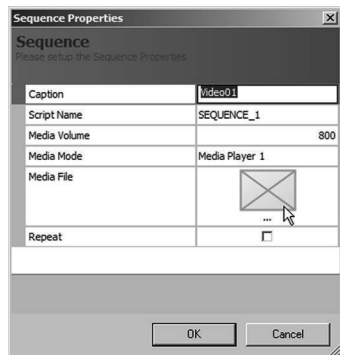 Sequence Properties
Sequence
Please setup the Sequence Properties
Caption Video01
Script Name SEQUENCE_1
Media Volume 800
Media Mode Media Player 1
Media File
...
Repeat
OK Cancel